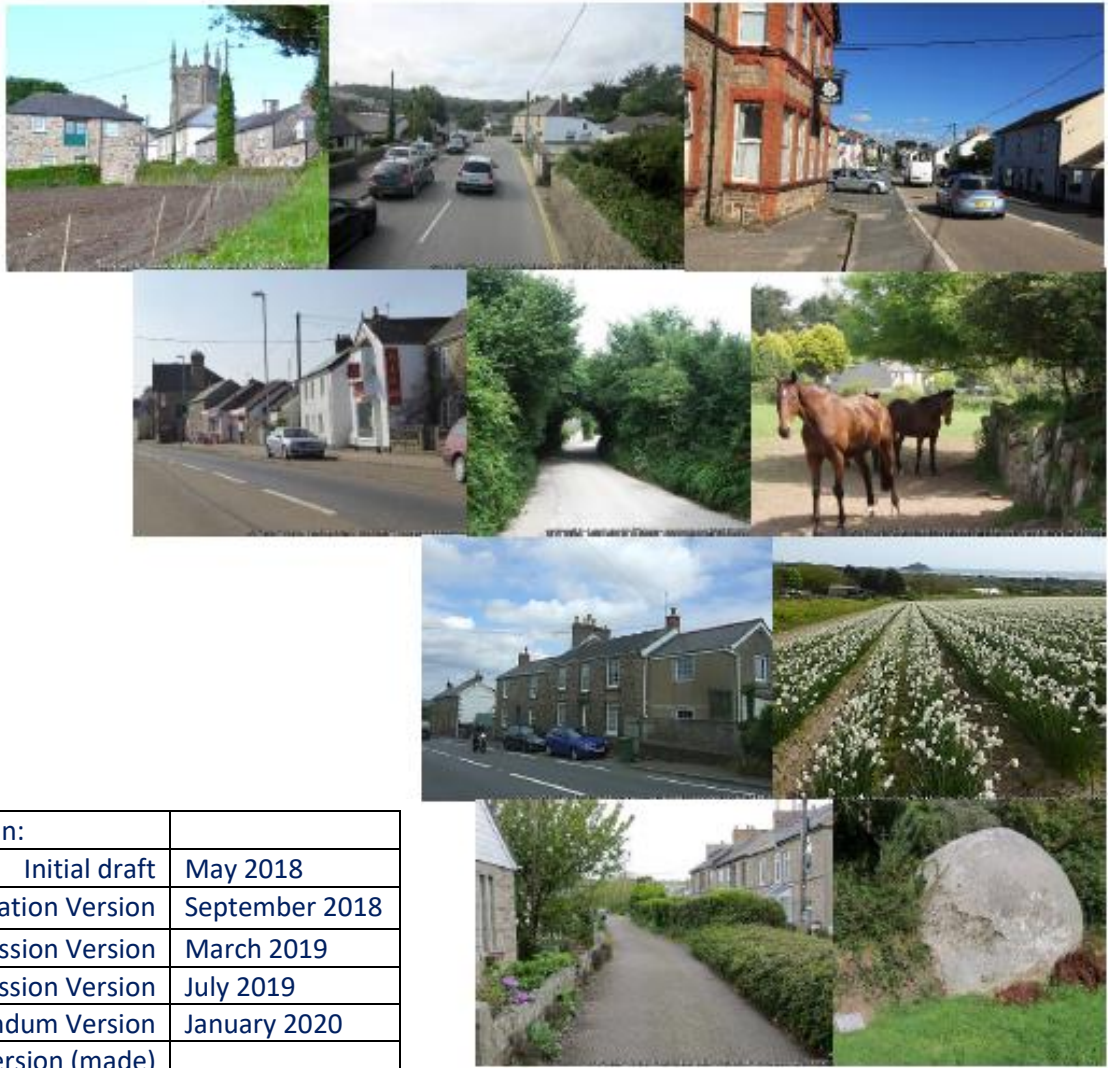 n:
Initial draft May 2018
ation Version September 2018
ssion Version March 2019
ssion Version July 2019
ndum Version January 2020
ersion (made)